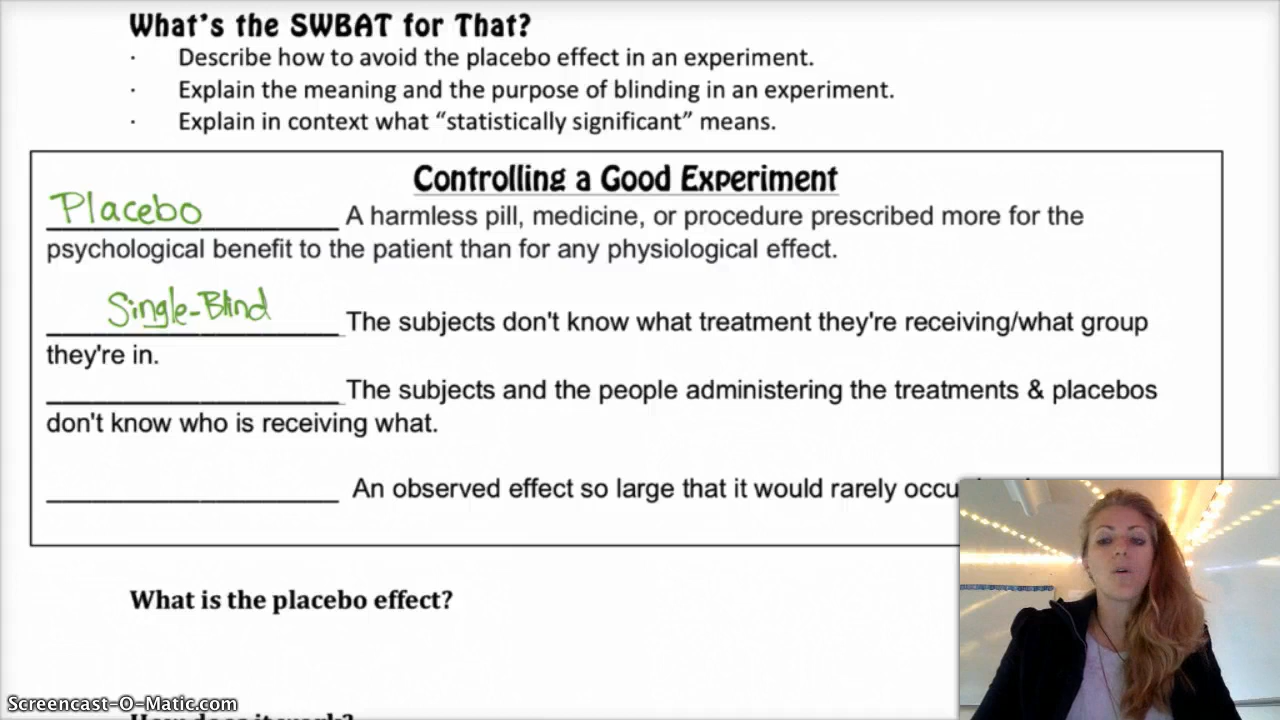 What's the SWBAT for That?
· Describe how to avoid the placebo effect in an experiment.
· Explain the meaning and the purpose of blinding in an experiment.
· Explain in context what “statistically significant” means.
Controlling a Good Experiment
Placebo A harmless pill, medicine, or procedure prescribed more for the
psychological benefit to the patient than for any physiological effect.
Single-Blind The subjects don't know what treatment they're receiving/what group
they're in.
____________________ The subjects and the people administering the treatments & placebos
don't know who is receiving what.
____________________ An observed effect so large that it would rarely
What is the placebo effect?
Screencast-O-Matic.com